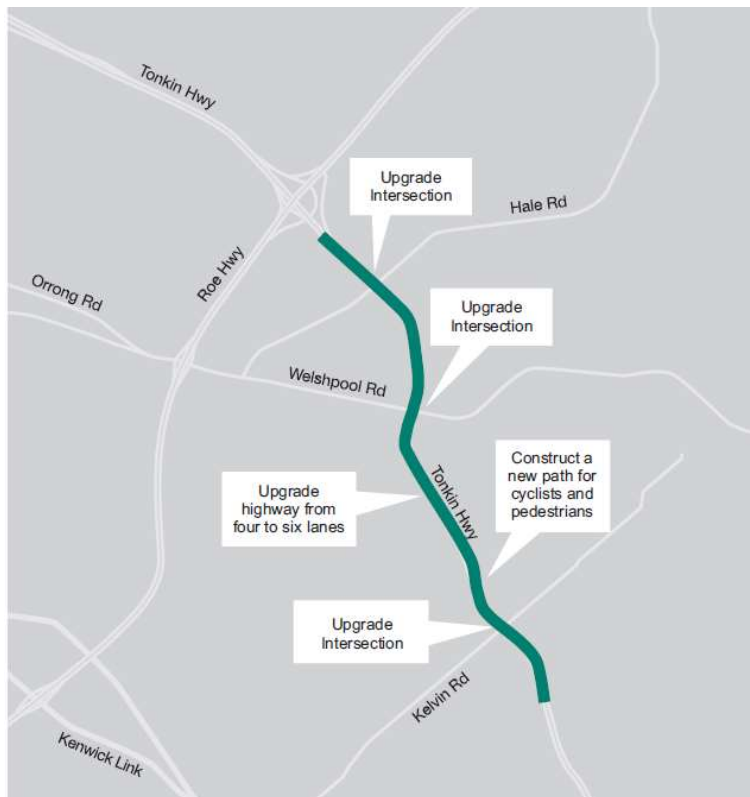 Tonkin Hwy
Upgrade
Intersection
Hale Rd
Roe Hwy
Orrong Rd
Upgrade
Intersection
Welshpool Rd
Construct a
new path for
cyclists and
pedestrians
Tonkin Hwy
Upgrade
highway from
four to six lanes
Upgrade
Intersection
Kelvin Rd
Kenwick Link